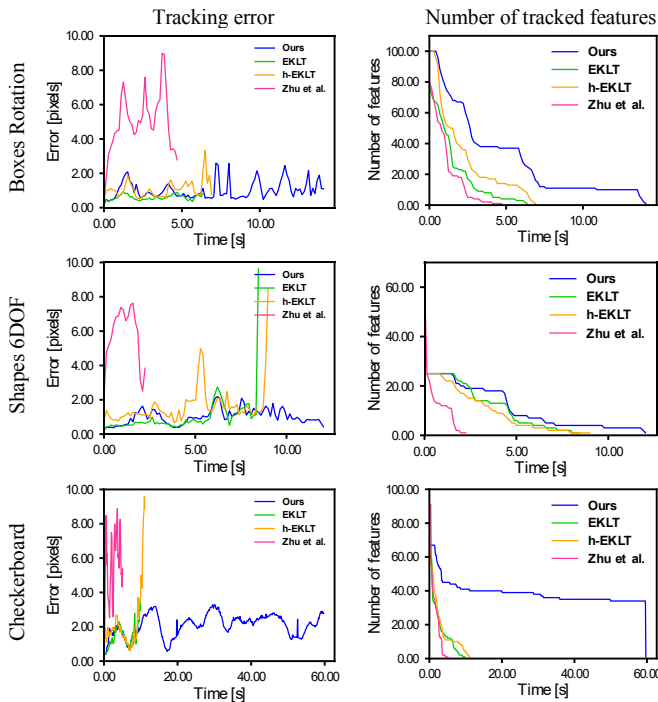 Tracking error
Number of tracked features
Boxes Rotation
Error [pixels]
10.00
8.00
6.00
4.00
2.00
0.00
0.00
5.00
10.00
Time [s]
Ours
EKLT
h-EKLT
Zhu et al.
Number of features
100.00
80.00
60.00
40.00
20.00
0.00
0.00
5.00
10.00
Time [s]
Ours
EKLT
h-EKLT
Zhu et al.
Shapes 6DOF
Error [pixels]
10.00
8.00
6.00
4.00
2.00
0.00
0.00
5.00
10.00
Time [s]
Ours
EKLT
h-EKLT
Zhu et al.
Number of features
60.00
40.00
20.00
0.00
0.00
5.00
10.00
Time [s]
Ours
EKLT
h-EKLT
Zhu et al.
Checkerboard
Error [pixels]
10.00
8.00
6.00
4.00
2.00
0.00
0.00
20.00
40.00
60.00
Time [s]
Ours
EKLT
h-EKLT
Zhu et al.
Number of features
100.00
80.00
60.00
40.00
20.00
0.00
0.00
20.00
40.00
60.00
Time [s]
Ours
EKLT
h-EKLT
Zhu et al.